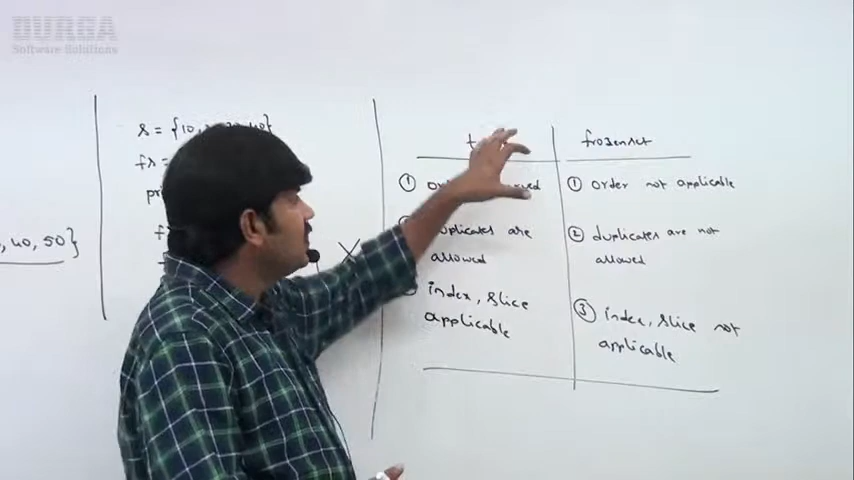 DURGA
Software Solutions
, 40, 50}
s = {10,
fs =
frozenset
① order not applicable
② duplicates are not
allowed
③ index, slice not
applicable
duplicates are
allowed
index, slice
applicable